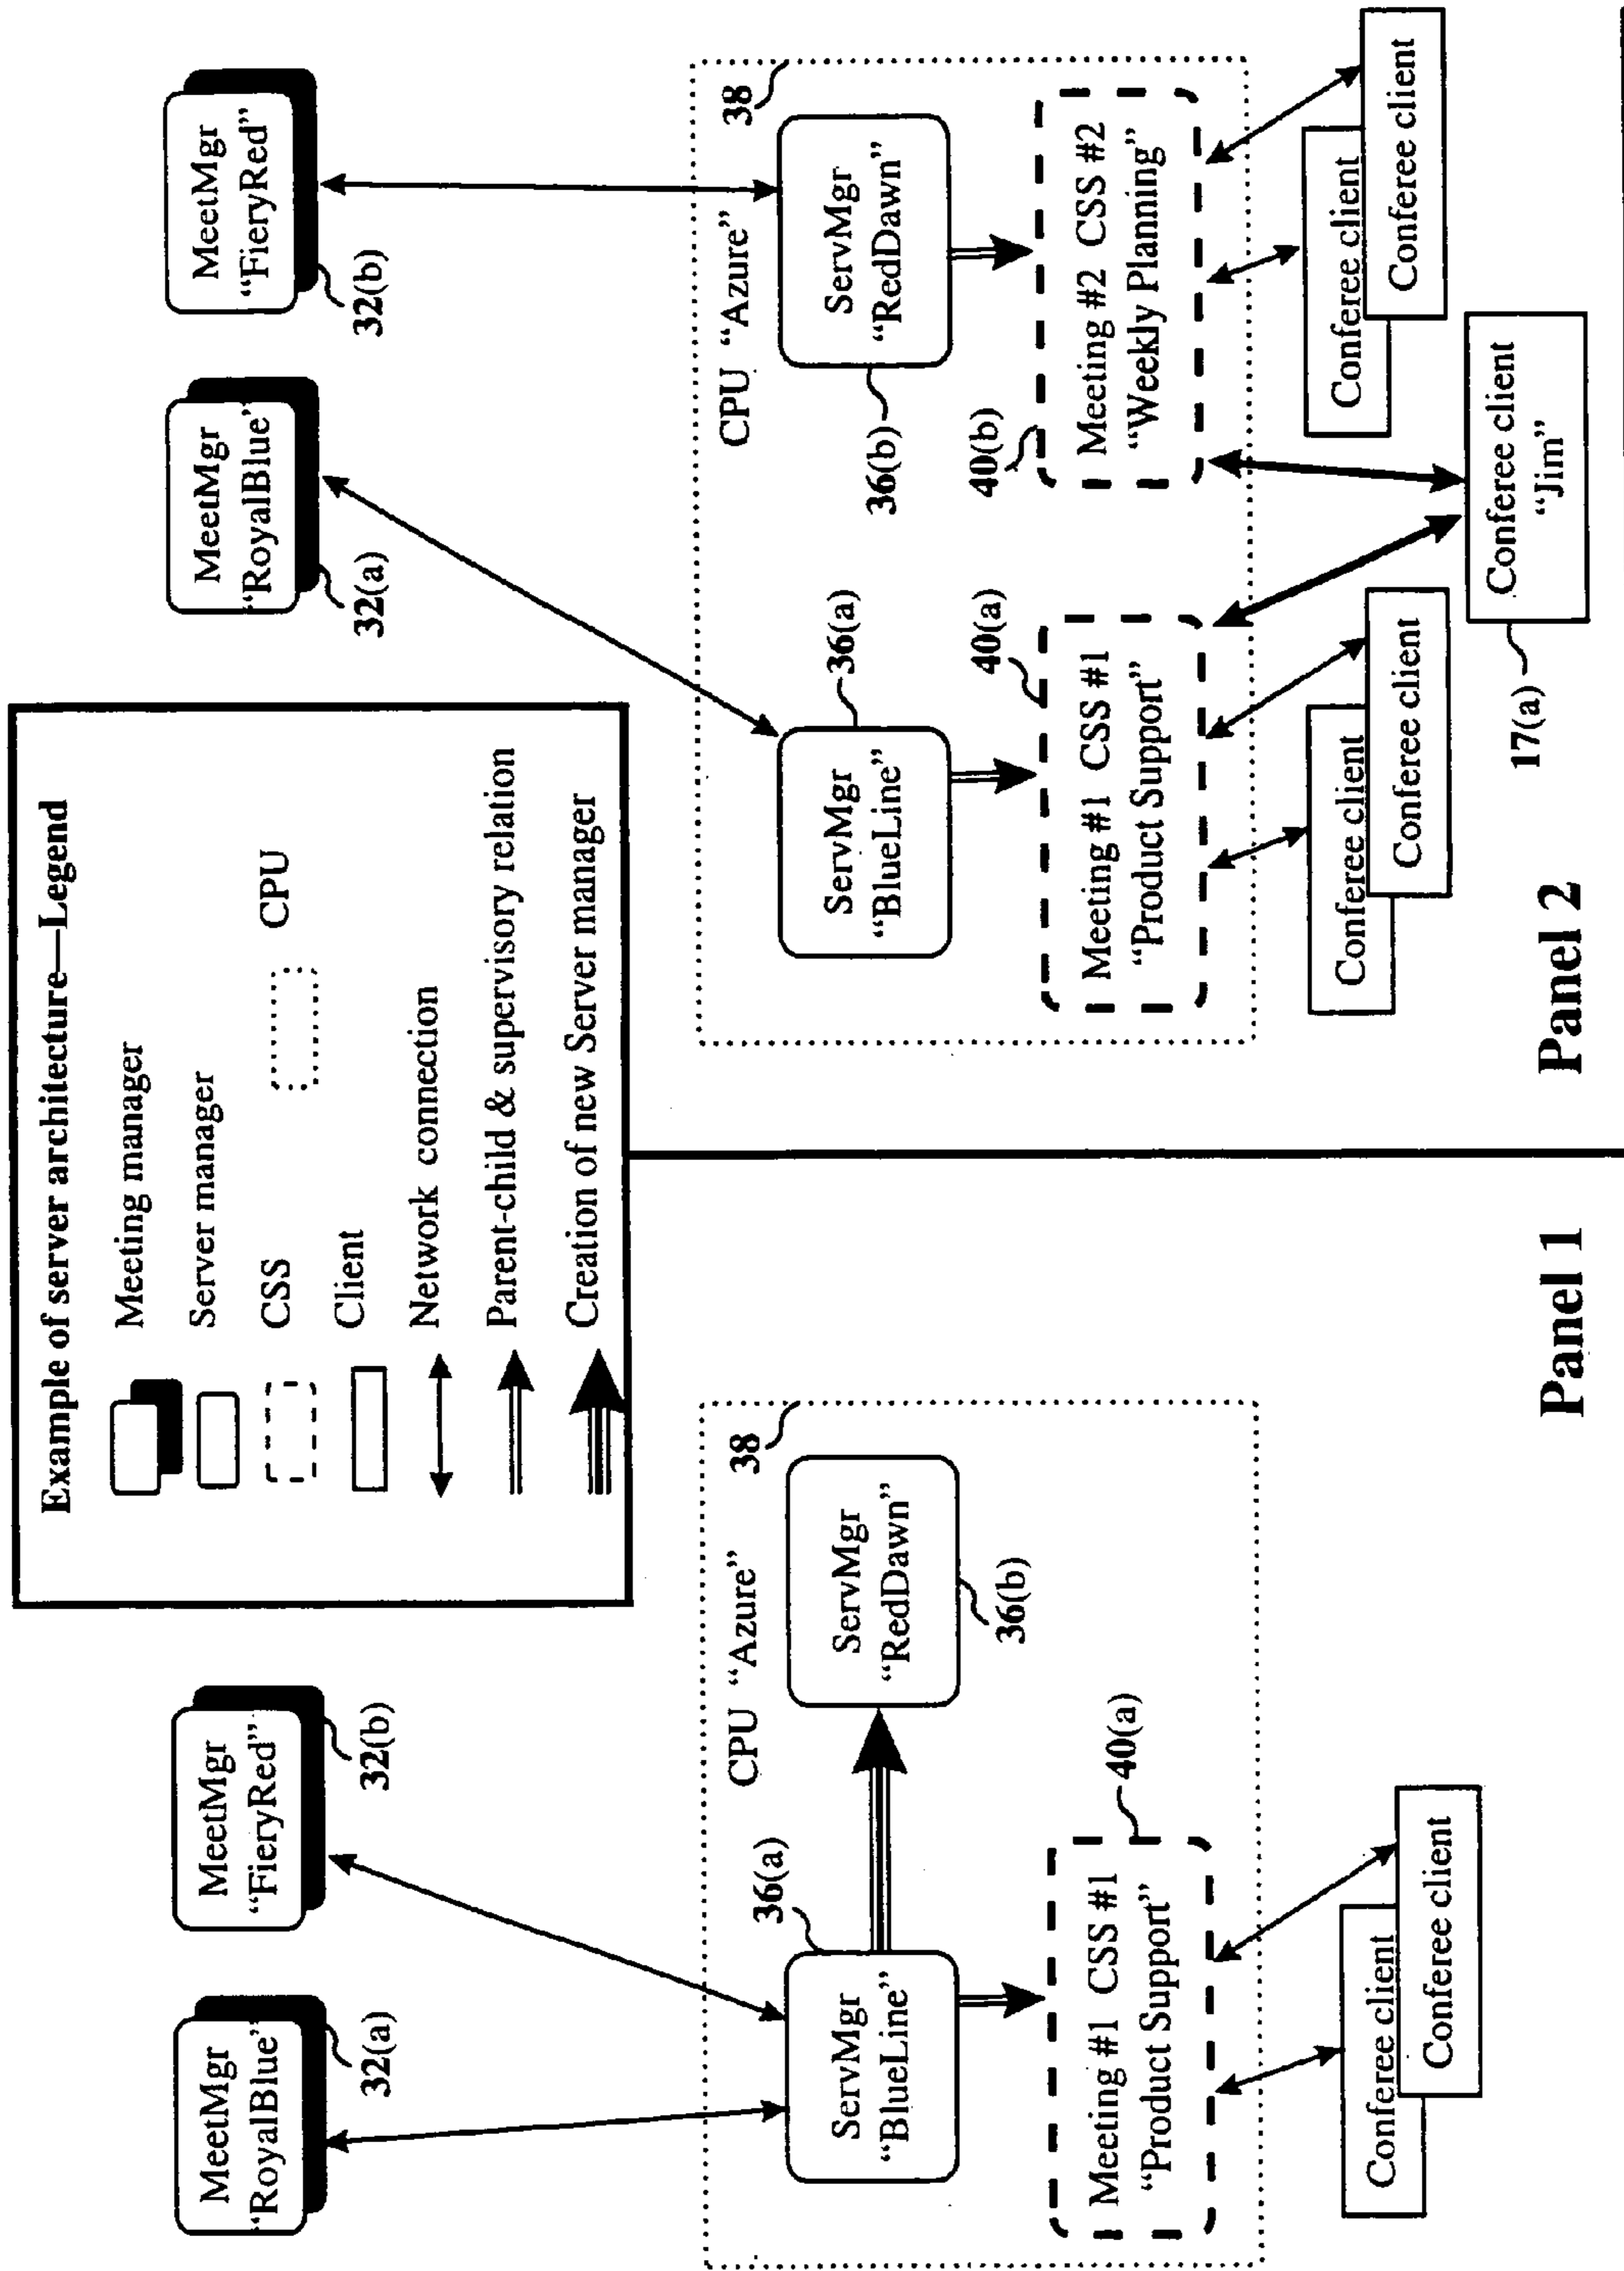 Example of server architecture—Legend
Meeting manager
Server manager
CSS
CPU
Client
Network connection
Parent-child & supervisory relation
Creation of new Server manager
MeetMgr
“RoyalBlue”
32(a)
MeetMgr
“FieryRed”
32(b)
CPU “Azure”
38
36(a)
ServMgr
“BlueLine”
ServMgr
“RedDawn”
36(b)
40(a)
Meeting #1 CSS #1
“Product Support”
Conferee client
Conferee client
Panel 1
MeetMgr
“RoyalBlue”
32(a)
MeetMgr
“FieryRed”
32(b)
CPU “Azure”
38
ServMgr
“BlueLine”
36(a)
ServMgr
“RedDawn”
36(b)
40(a)
Meeting #1 CSS #1
“Product Support”
40(b)
Meeting #2 CSS #2
“Weekly Planning”
Conferee client
Conferee client
Conferee client
Conferee client
Conferee client
“Jim”
17(a)
Panel 2